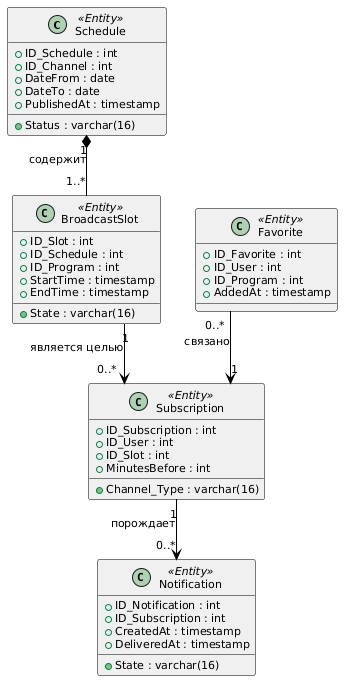 C «Entity»
Schedule
ID_Schedule : int
ID_Channel : int
DateFrom : date
DateTo : date
PublishedAt : timestamp
Status : varchar(16)
1
содержит
1..*
C «Entity»
BroadcastSlot
ID_Slot : int
ID_Schedule : int
ID_Program : int
StartTime : timestamp
EndTime : timestamp
State : varchar(16)
C «Entity»
Favorite
ID_Favorite : int
ID_User : int
ID_Program : int
AddedAt : timestamp
1
является целью
0..*
0..*
связано
1
C «Entity»
Subscription
ID_Subscription : int
ID_User : int
ID_Slot : int
MinutesBefore : int
Channel_Type : varchar(16)
1
порождает
0..*
C «Entity»
Notification
ID_Notification : int
ID_Subscription : int
CreatedAt : timestamp
DeliveredAt : timestamp
State : varchar(16)